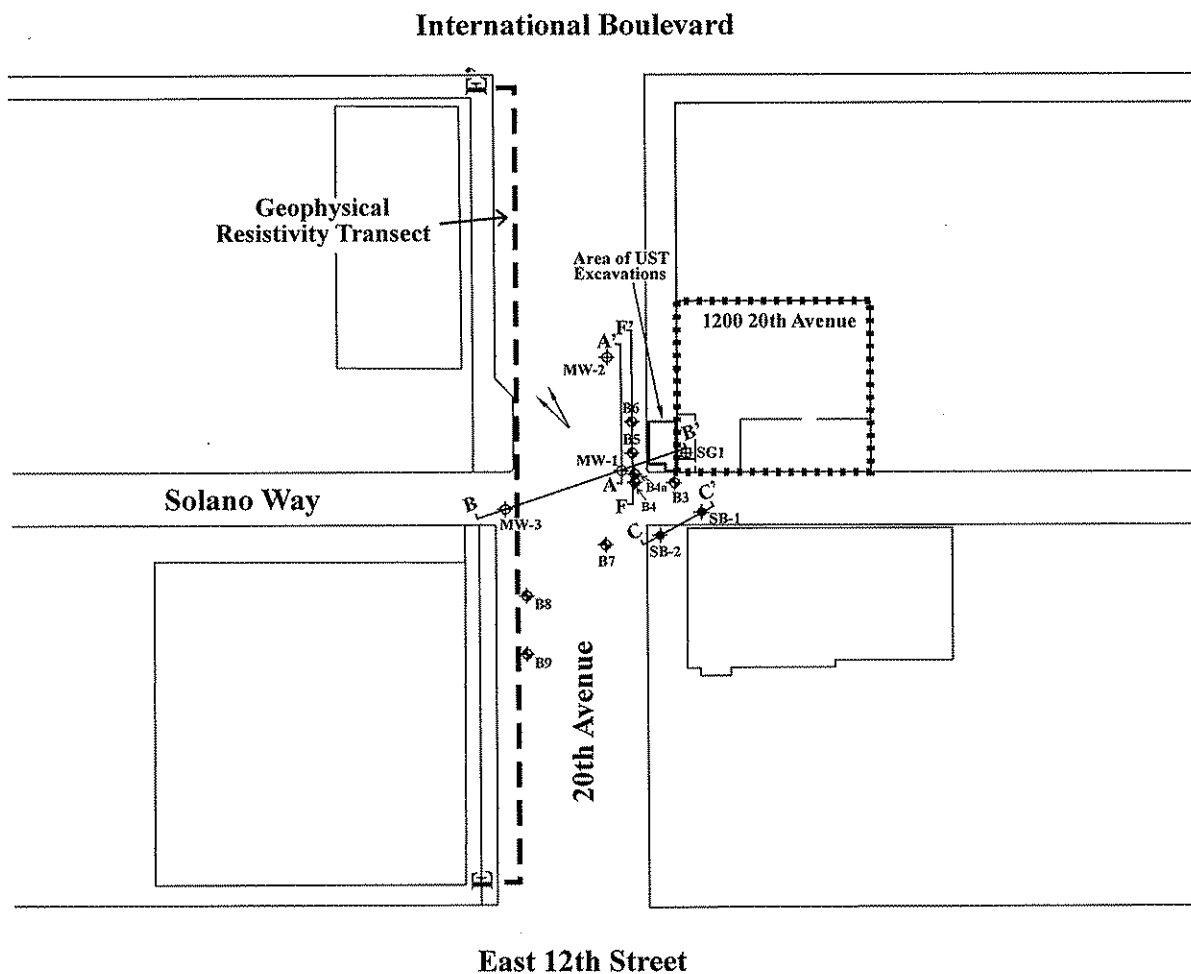 International Boulevard
E'
Geophysical
Resistivity Transect
Area of UST
Excavations
1200 20th Avenue
F'
A'
MW-2
B6
B5
B'
SG1
MW-1
A
B4a
B3
F
B4
C'
Solano Way
B
MW-3
SB-1
C
SB-2
B7
B8
B9
20th Avenue
E
East 12th Street